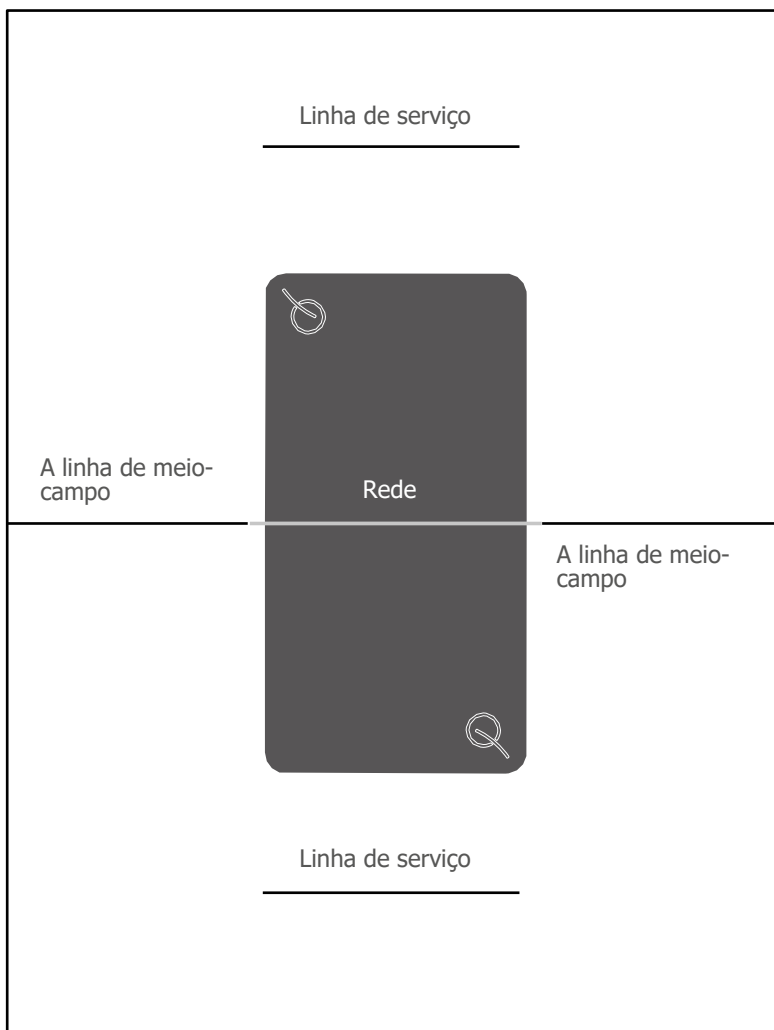 Linha de serviço
A linha de meio-
campo
Rede
A linha de meio-
campo
Linha de serviço